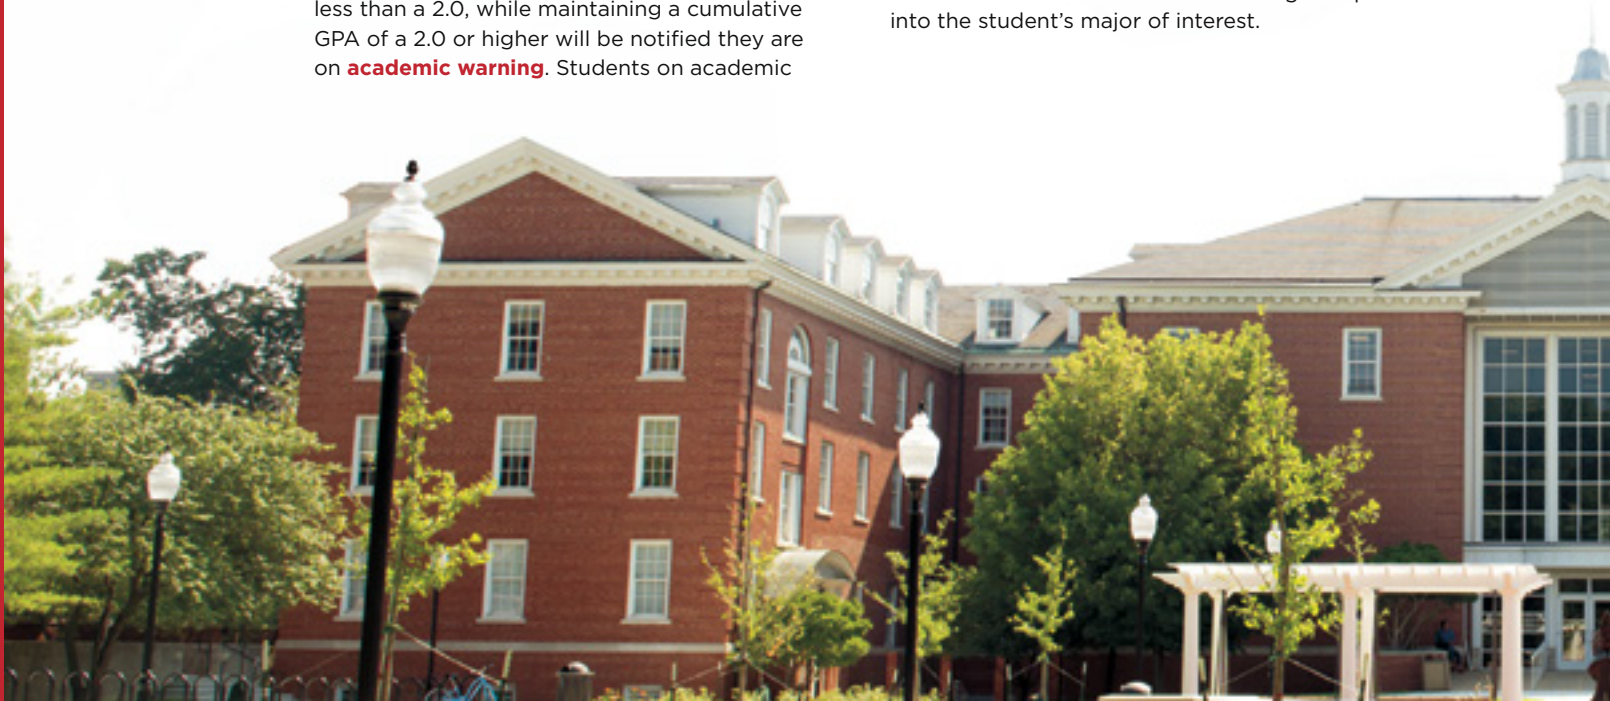 less than a 2.0, while maintaining a cumulative
GPA of a 2.0 or higher will be notified they are
on academic warning. Students on academic
into the student’s major of interest.